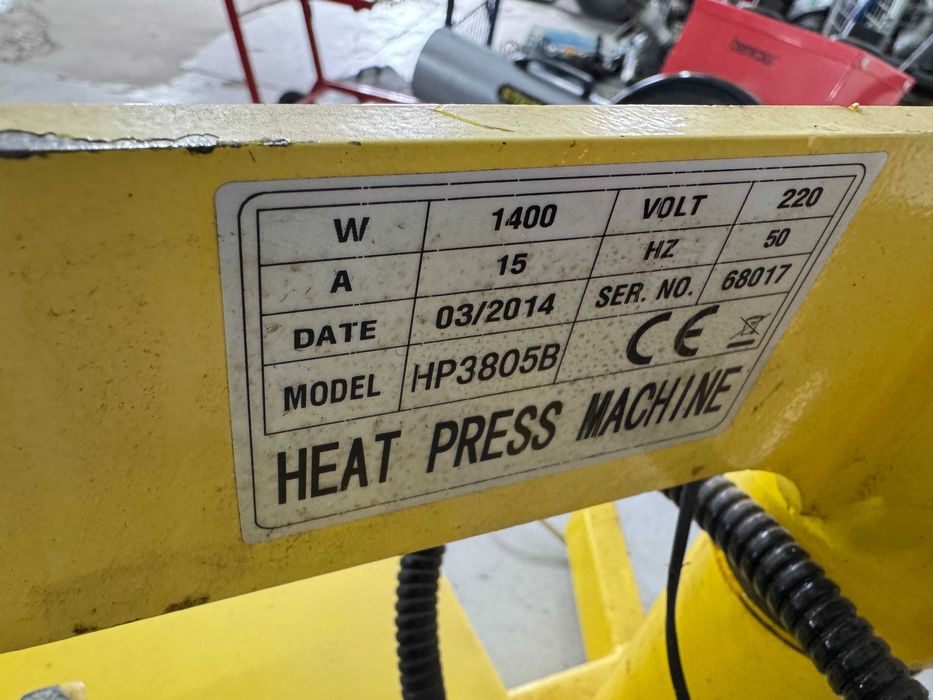 W 1400 VOLT 220
A 15 HZ 50
DATE 03/2014 SER. NO. 68017
MODEL HP3805B CE
HEAT PRESS MACHINE